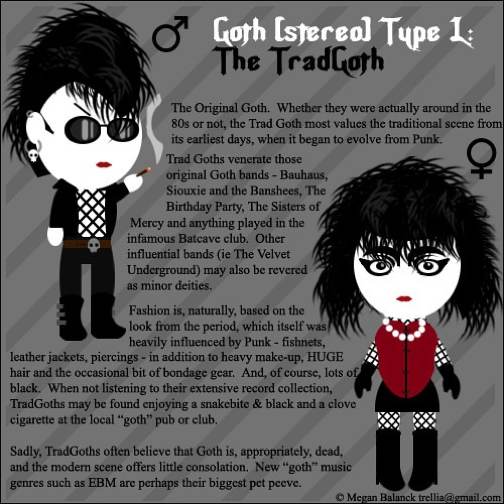 Goth [stereo] Type 1:
The TradGoth
The Original Goth.  Whether they were actually around in the
80s or not, the Trad Goth most values the traditional scene from
its earliest days, when it began to evolve from Punk.
Trad Goths venerate those
original Goth bands - Bauhaus,
Siouxie and the Banshees, The
Birthday Party, The Sisters of
Mercy and anything played in the
infamous Batcave club.  Other
influential bands (ie The Velvet
Underground) may also be revered
as minor deities.
Fashion is, naturally, based on the
look from the period, which itself was
heavily influenced by Punk - fishnets,
leather jackets, piercings - in addition to heavy make-up, HUGE
hair and the occasional bit of bondage gear.  And, of course, lots of
black.  When not listening to their extensive record collection,
TradGoths may be found enjoying a snakebite & black and a clove
cigarette at the local “goth” pub or club.
Sadly, TradGoths often believe that Goth is, appropriately, dead,
and the modern scene offers little consolation.  New “goth” music
genres such as EBM are perhaps their biggest pet peeve.
© Megan Balanck trellia@gmail.com